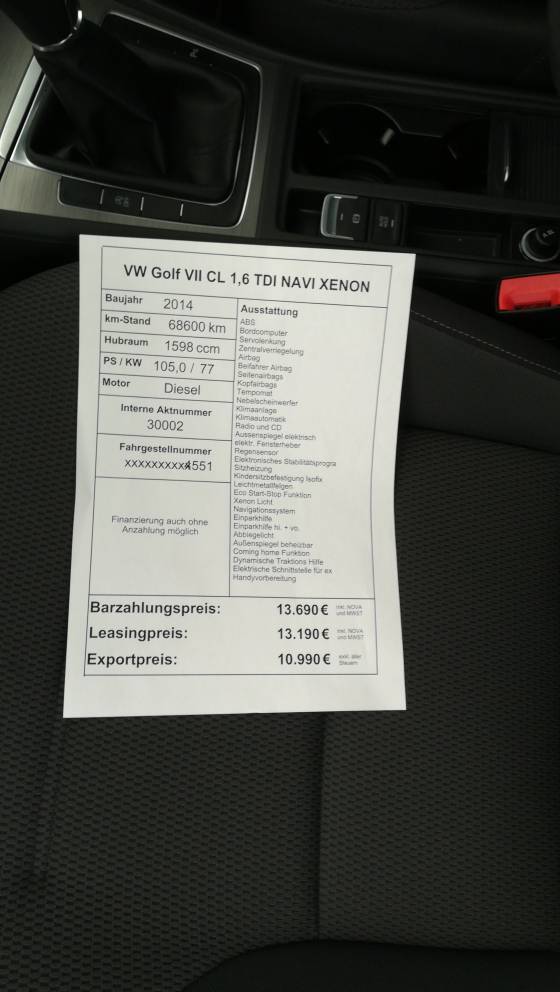 VW Golf VII CL 1,6 TDI NAVI XENON
Baujahr 2014
km-Stand 68600 km
Hubraum 1598 ccm
PS / KW 105,0 / 77
Motor Diesel
Interne Aktnummer
30002
Fahrgestellnummer
xxxxxxxxxx4551
Finanzierung auch ohne
Anzahlung möglich
Ausstattung
ABS
Bordcomputer
Servolenkung
Zentralverriegelung
Airbag
Beifahrer Airbag
Seitenairbags
Kopfairbags
Tempomat
Nebelscheinwerfer
Klimaanlage
Klimaautomatik
Radio und CD
Aussenspiegel elektrisch
elektr. Fensterheber
Regensensor
Elektronisches Stabilitätsprogra
Sitzheizung
Kindersitzbefestigung Isofix
Leichtmetallfelgen
Eco Start-Stop Funktion
Xenon Licht
Navigationssystem
Einparkhilfe
Einparkhilfe hi. + vo.
Abbiegelicht
Außenspiegel beheizbar
Coming home Funktion
Dynamische Traktions Hilfe
Elektrische Schnittstelle für ex
Handyvorbereitung
Barzahlungspreis: 13.690 € inkl. NOVA und MWST
Leasingpreis: 13.190 € inkl. NOVA und MWST
Exportpreis: 10.990 € exkl. aller Steuern